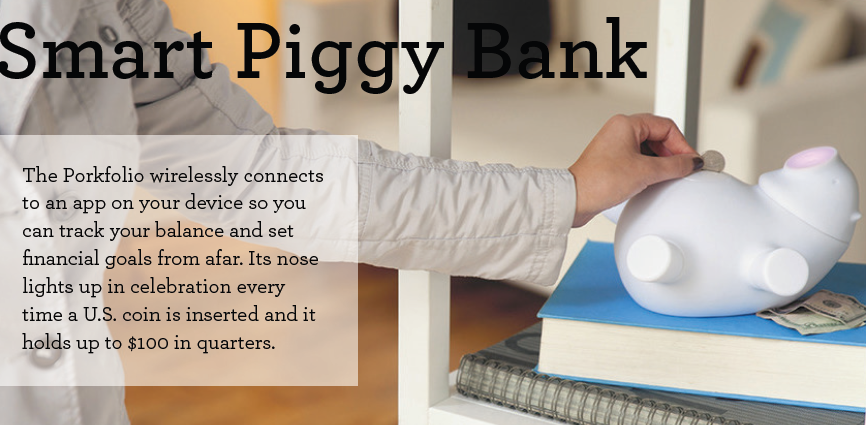 Smart Piggy Bank
The Porkfolio wirelessly connects
to an app on your device so you
can track your balance and set
financial goals from afar. Its nose
lights up in celebration every
time a U.S. coin is inserted and it
holds up to $100 in quarters.